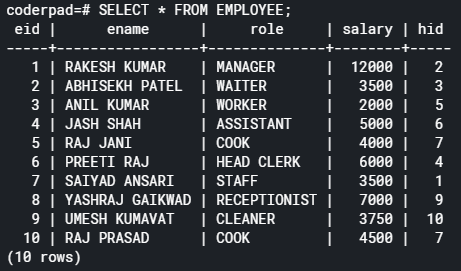 coderpad=# SELECT * FROM EMPLOYEE;
 eid |      ename       |     role     | salary | hid
-----+------------------+--------------+--------+-----
   1 | RAKESH KUMAR     | MANAGER      |  12000 |   2
   2 | ABHISEKH PATEL   | WAITER       |   3500 |   3
   3 | ANIL KUMAR       | WORKER       |   2000 |   5
   4 | JASH SHAH        | ASSISTANT    |   5000 |   6
   5 | RAJ JANI         | COOK         |   4000 |   7
   6 | PREETI RAJ       | HEAD CLERK   |   6000 |   4
   7 | SAIYAD ANSARI    | STAFF        |   3500 |   1
   8 | YASHRAJ GAIKWAD  | RECEPTIONIST |   7000 |   9
   9 | UMESH KUMAVAT    | CLEANER      |   3750 |  10
  10 | RAJ PRASAD       | COOK         |   4500 |   7
(10 rows)